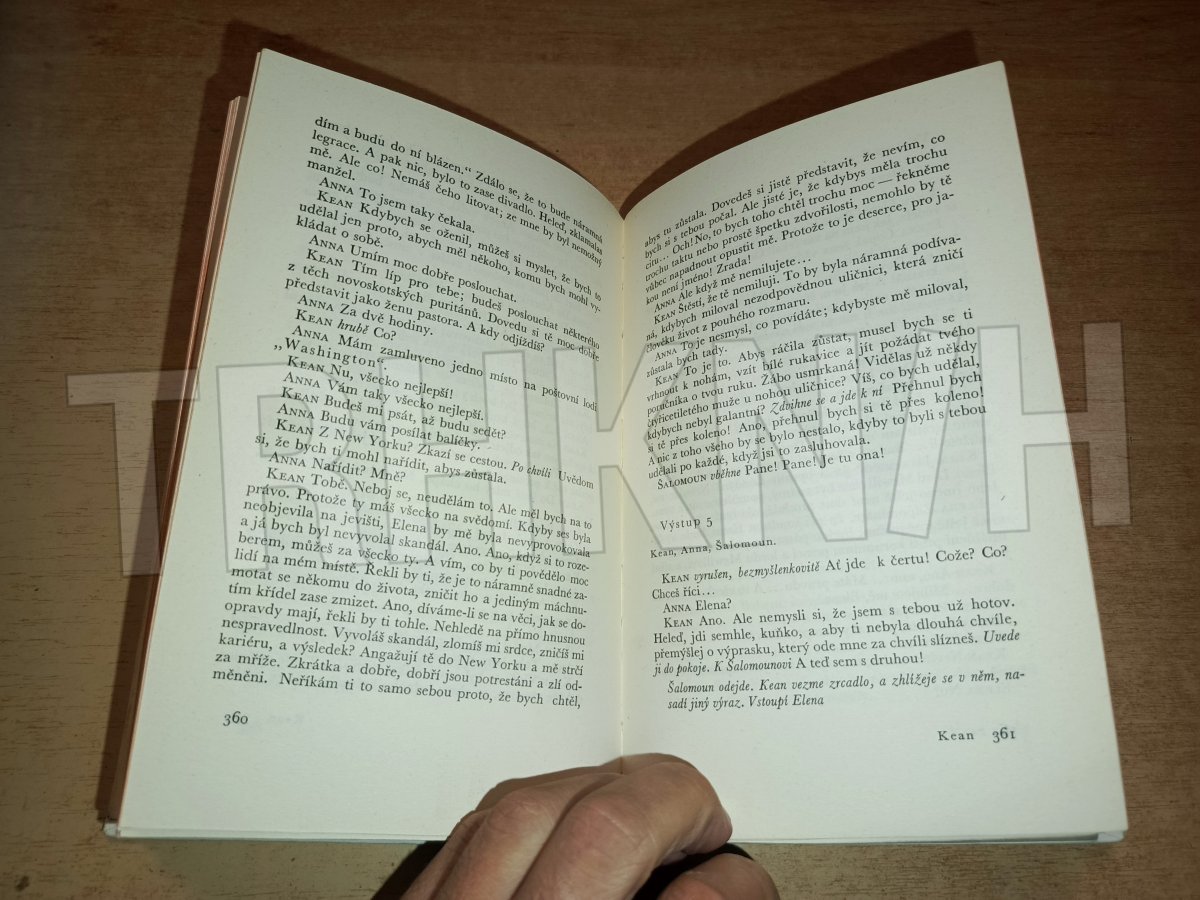 dím a budu do ní blázen.“ Zdálo se, že to bude náramná
legrace. A pak nic, bylo to zase divadlo. Heleď, zklamalas
mě. Ale co! Nemáš čeho litovat; ze mne by byl nemožný
manžel.
ANNA To jsem taky čekala.
KEAN Kdybych se oženil, můžeš si myslet, že bych to
udělal jen proto, abych měl někoho, komu bych mohl vy-
kládat o sobě.
ANNA Umím moc dobře poslouchat.
KEAN Tím líp pro tebe; budeš poslouchat některého
z těch novoskotských puritánů. Dovedu si tě moc dobře
představit jako ženu pastora. A kdy odjíždíš?
ANNA Za dvě hodiny.
KEAN hrubě Co?
ANNA Mám zamluveno jedno místo na poštovní lodi
„Washington“
KEAN Nu, všecko nejlepší!
ANNA Vám taky všecko nejlepší.
KEAN Budeš mi psát, až budu sedět?
ANNA Budu vám posílat balíčky.
KEAN Z New Yorku? Zkazí se cestou. Po chvíli Uvědom
si, že bych ti mohl nařídit, abys zůstala.
ANNA Nařídit? Mně?
KEAN Tobě. Neboj se, neudělám to. Ale měl bych na to
právo. Protože ty máš všecko na svědomí. Kdyby ses byla
neobjevila na jevišti, Elena by mě byla nevyprovokovala
a já bych byl nevyvolal skandál. Ano. Ano, když si to roze-
berem, můžeš za všecko ty. A vím, co by ti povědělo moc
lidí na mém místě. Řekli by ti, že je to náramně snadné za-
motat se někomu do života, zničit ho a jediným máchnu-
tím křídel zase zmizet. Ano, díváme-li se na věci, jak se do-
opravdy mají, řekli by ti tohle. Nehledě na přímo hnusnou
nespravedlnost. Vyvoláš skandál, zlomíš mi srdce, zničíš mi
kariéru, a výsledek? Angažují tě do New Yorku a mě strčí
za mříže. Zkrátka a dobře, dobří jsou potrestáni a zlí od-
měněni. Neříkám ti to samo sebou proto, že bych chtěl,
360
abys tu zůstala. Dovedeš si jistě představit, že nevím, co
bych si s tebou počal. Ale jisté je, že kdybys měla trochu
citu... Och! No, to bych toho chtěl trochu moc — řekněme
trochu taktu nebo prostě špetku zdvořilosti, nemohlo by tě
vůbec napadnout opustit mě. Protože to je deserce, pro ja-
kou není jméno! Zrada!
ANNA Ale když mě nemilujete...
KEAN Štěstí, že tě nemiluji. To by byla náramná podíva-
ná, kdybych miloval nezodpovědnou uličnici, která zničí
člověku život z pouhého rozmaru.
ANNA To je nesmysl, co povídáte; kdybyste mě miloval,
zůstala bych tady.
KEAN To je to. Abys ráčila zůstat, musel bych se ti
vrhnout k nohám, vzít bílé rukavice a jít požádat tvého
poručníka o tvou ruku. Žábo usmrkaná! Vidělas už někdy
čtyřicetiletého muže u nohou uličnice? Víš, co bych udělal,
kdybych nebyl galantní? Zdvihne se a jde k ní Přehnul bych
si tě přes koleno! Ano, přehnul bych si tě přes koleno!
A nic z toho všeho by se bylo nestalo, kdyby to byli s tebou
udělali po každé, když jsi to zasluhovala.
ŠALOMOUN vběhne Pane! Pane! Je tu ona!
Výstup 5
Kean, Anna, Šalomoun.
KEAN vyrušen, bezmyšlenkovitě Ať jde k čertu! Cože? Co?
Chceš říci...
ANNA Elena?
KEAN Ano. Ale nemysli si, že jsem s tebou už hotov.
Heleď, jdi semhle, kuňko, a aby ti nebyla dlouhá chvíle,
přemýšlej o výprasku, který ode mne za chvíli slízneš. Uvede
ji do pokoje. K Šalomounovi A teď sem s druhou!
Šalomoun odejde. Kean vezme zrcadlo, a zhlížeje se v něm, na-
sadí jiný výraz. Vstoupí Elena
Kean 361
TRHKNIH